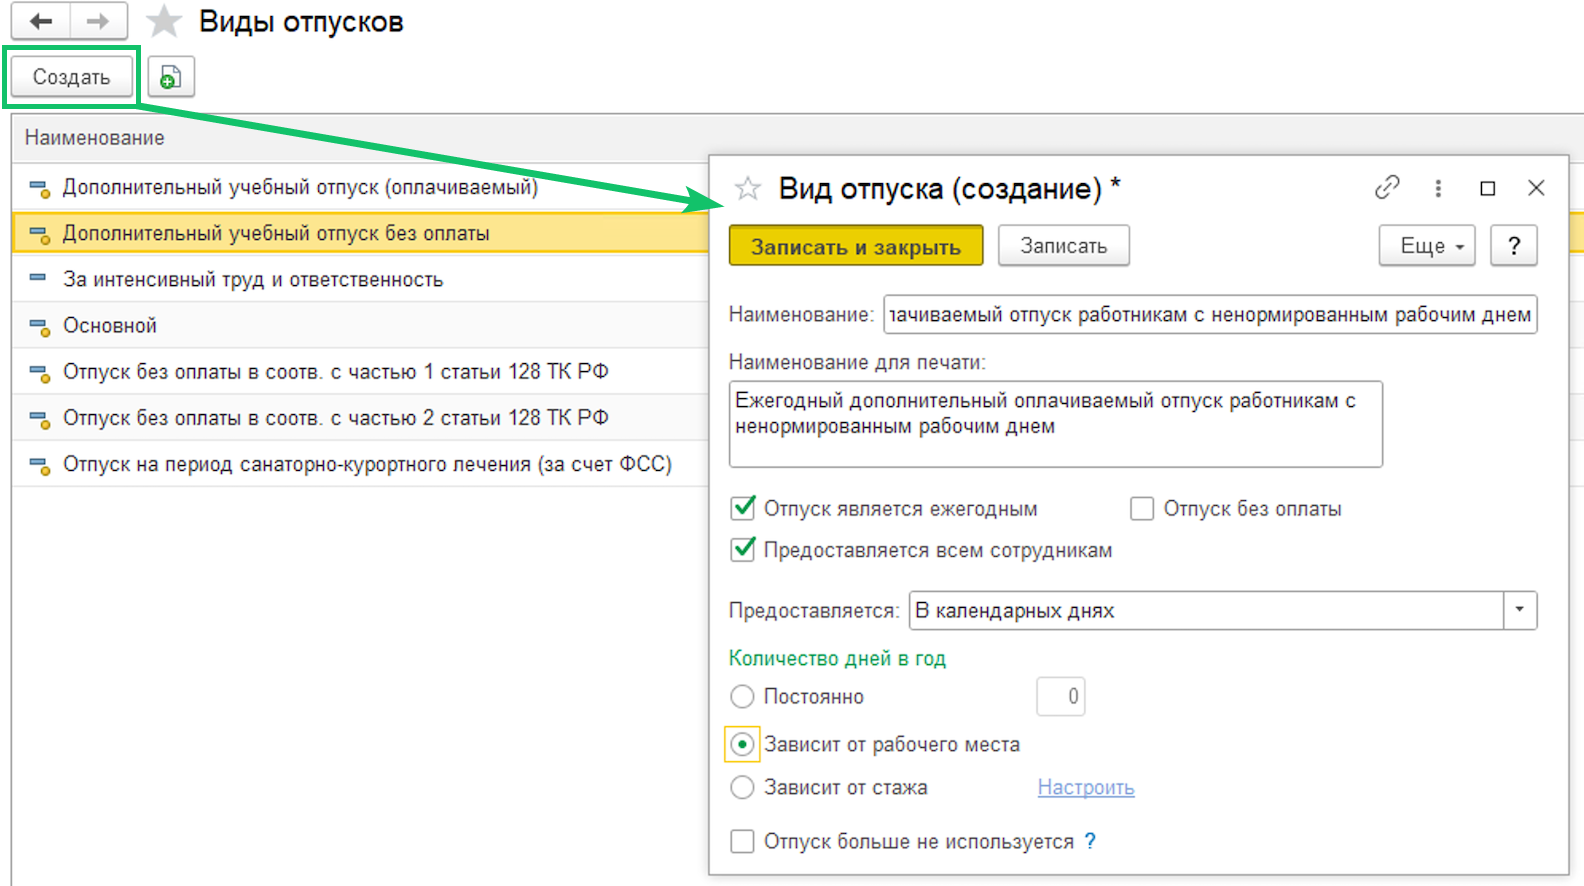 Виды отпусков
Создать
Наименование
Дополнительный учебный отпуск (оплачиваемый)
Дополнительный учебный отпуск без оплаты
За интенсивный труд и ответственность
Основной
Отпуск без оплаты в соотв. с частью 1 статьи 128 ТК РФ
Отпуск без оплаты в соотв. с частью 2 статьи 128 ТК РФ
Отпуск на период санаторно-курортного лечения (за счет ФСС)
Вид отпуска (создание) *
Записать и закрыть Записать Еще ?
Наименование: лачиваемый отпуск работникам с ненормированным рабочим днем
Наименование для печати:
Ежегодный дополнительный оплачиваемый отпуск работникам с
ненормированным рабочим днем
Отпуск является ежегодным Отпуск без оплаты
Предоставляется всем сотрудникам
Предоставляется: В календарных днях
Количество дней в год
Постоянно 0
Зависит от рабочего места
Зависит от стажа Настроить
Отпуск больше не используется ?